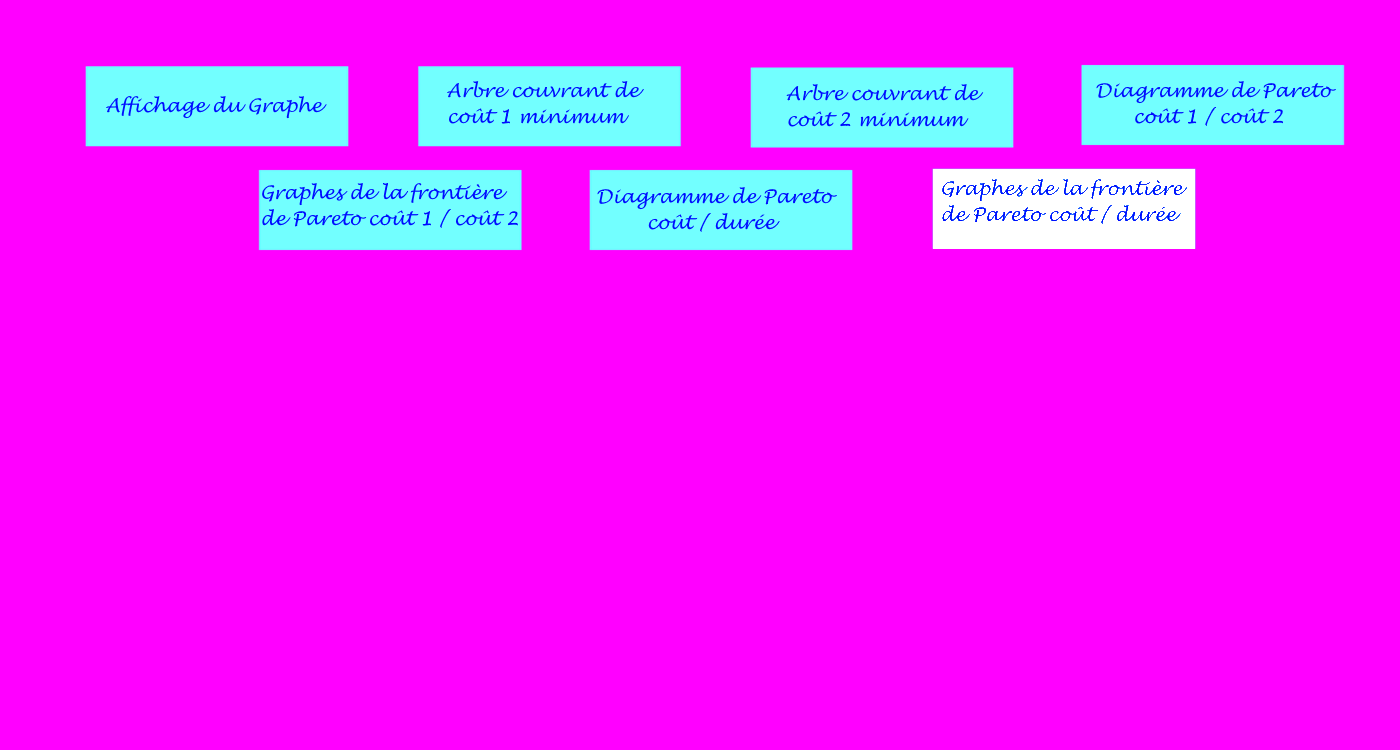 Affichage du Graphe
Arbre couvrant de
coût 1 minimum
Arbre couvrant de
coût 2 minimum
Diagramme de Pareto
coût 1 / coût 2
Graphes de la frontière
de Pareto coût 1 / coût 2
Diagramme de Pareto
coût / durée
Graphes de la frontière
de Pareto coût / durée